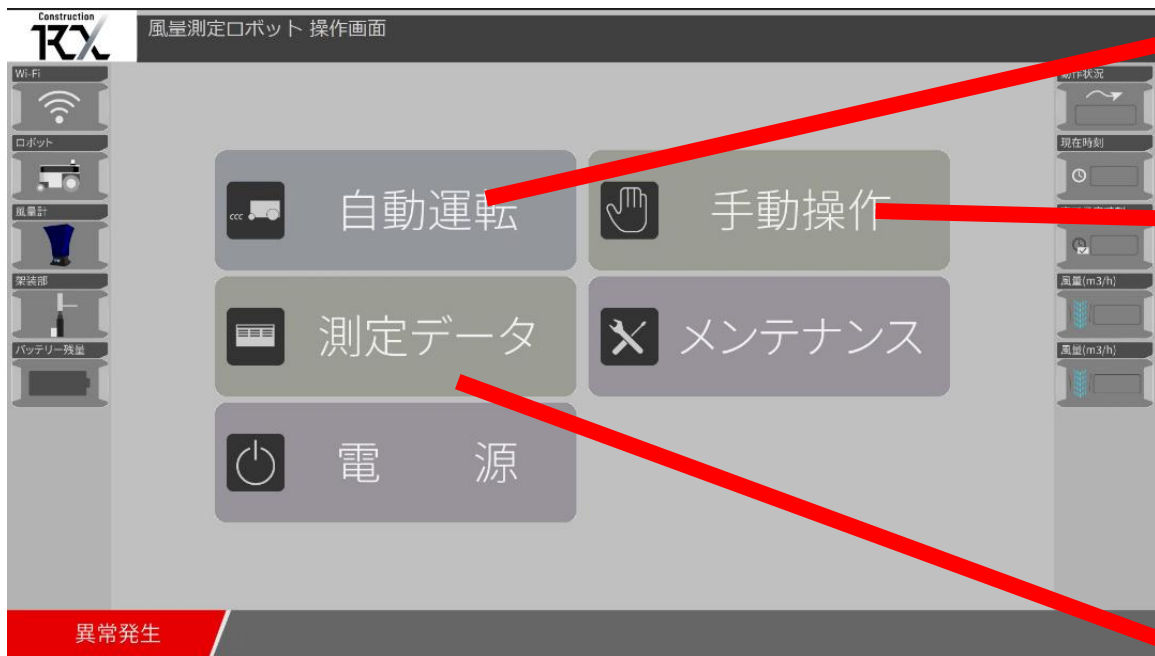 Construction
RX
風量測定ロボット 操作画面
Wi-Fi
ロボット
風量計
架装部
バッテリー残量
自動運転
手動操作
測定データ
メンテナンス
電 源
動作状況
現在時刻
風量(m3/h)
風量(m3/h)
異常発生